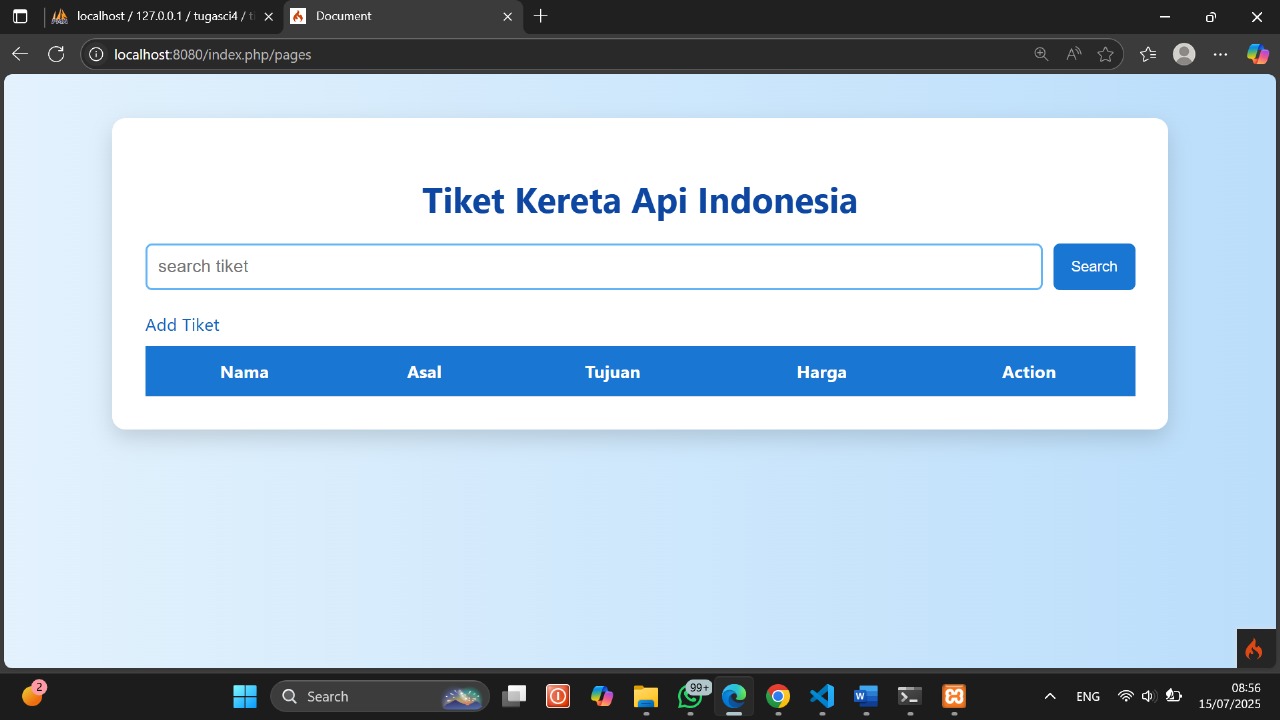 localhost / 127.0.0.1 / tugasci4 /
Document
localhost:8080/index.php/pages
Tiket Kereta Api Indonesia
search tiket
Search
Add Tiket
Nama Asal Tujuan Harga Action
2
Search
99+
ENG
08:56
15/07/2025